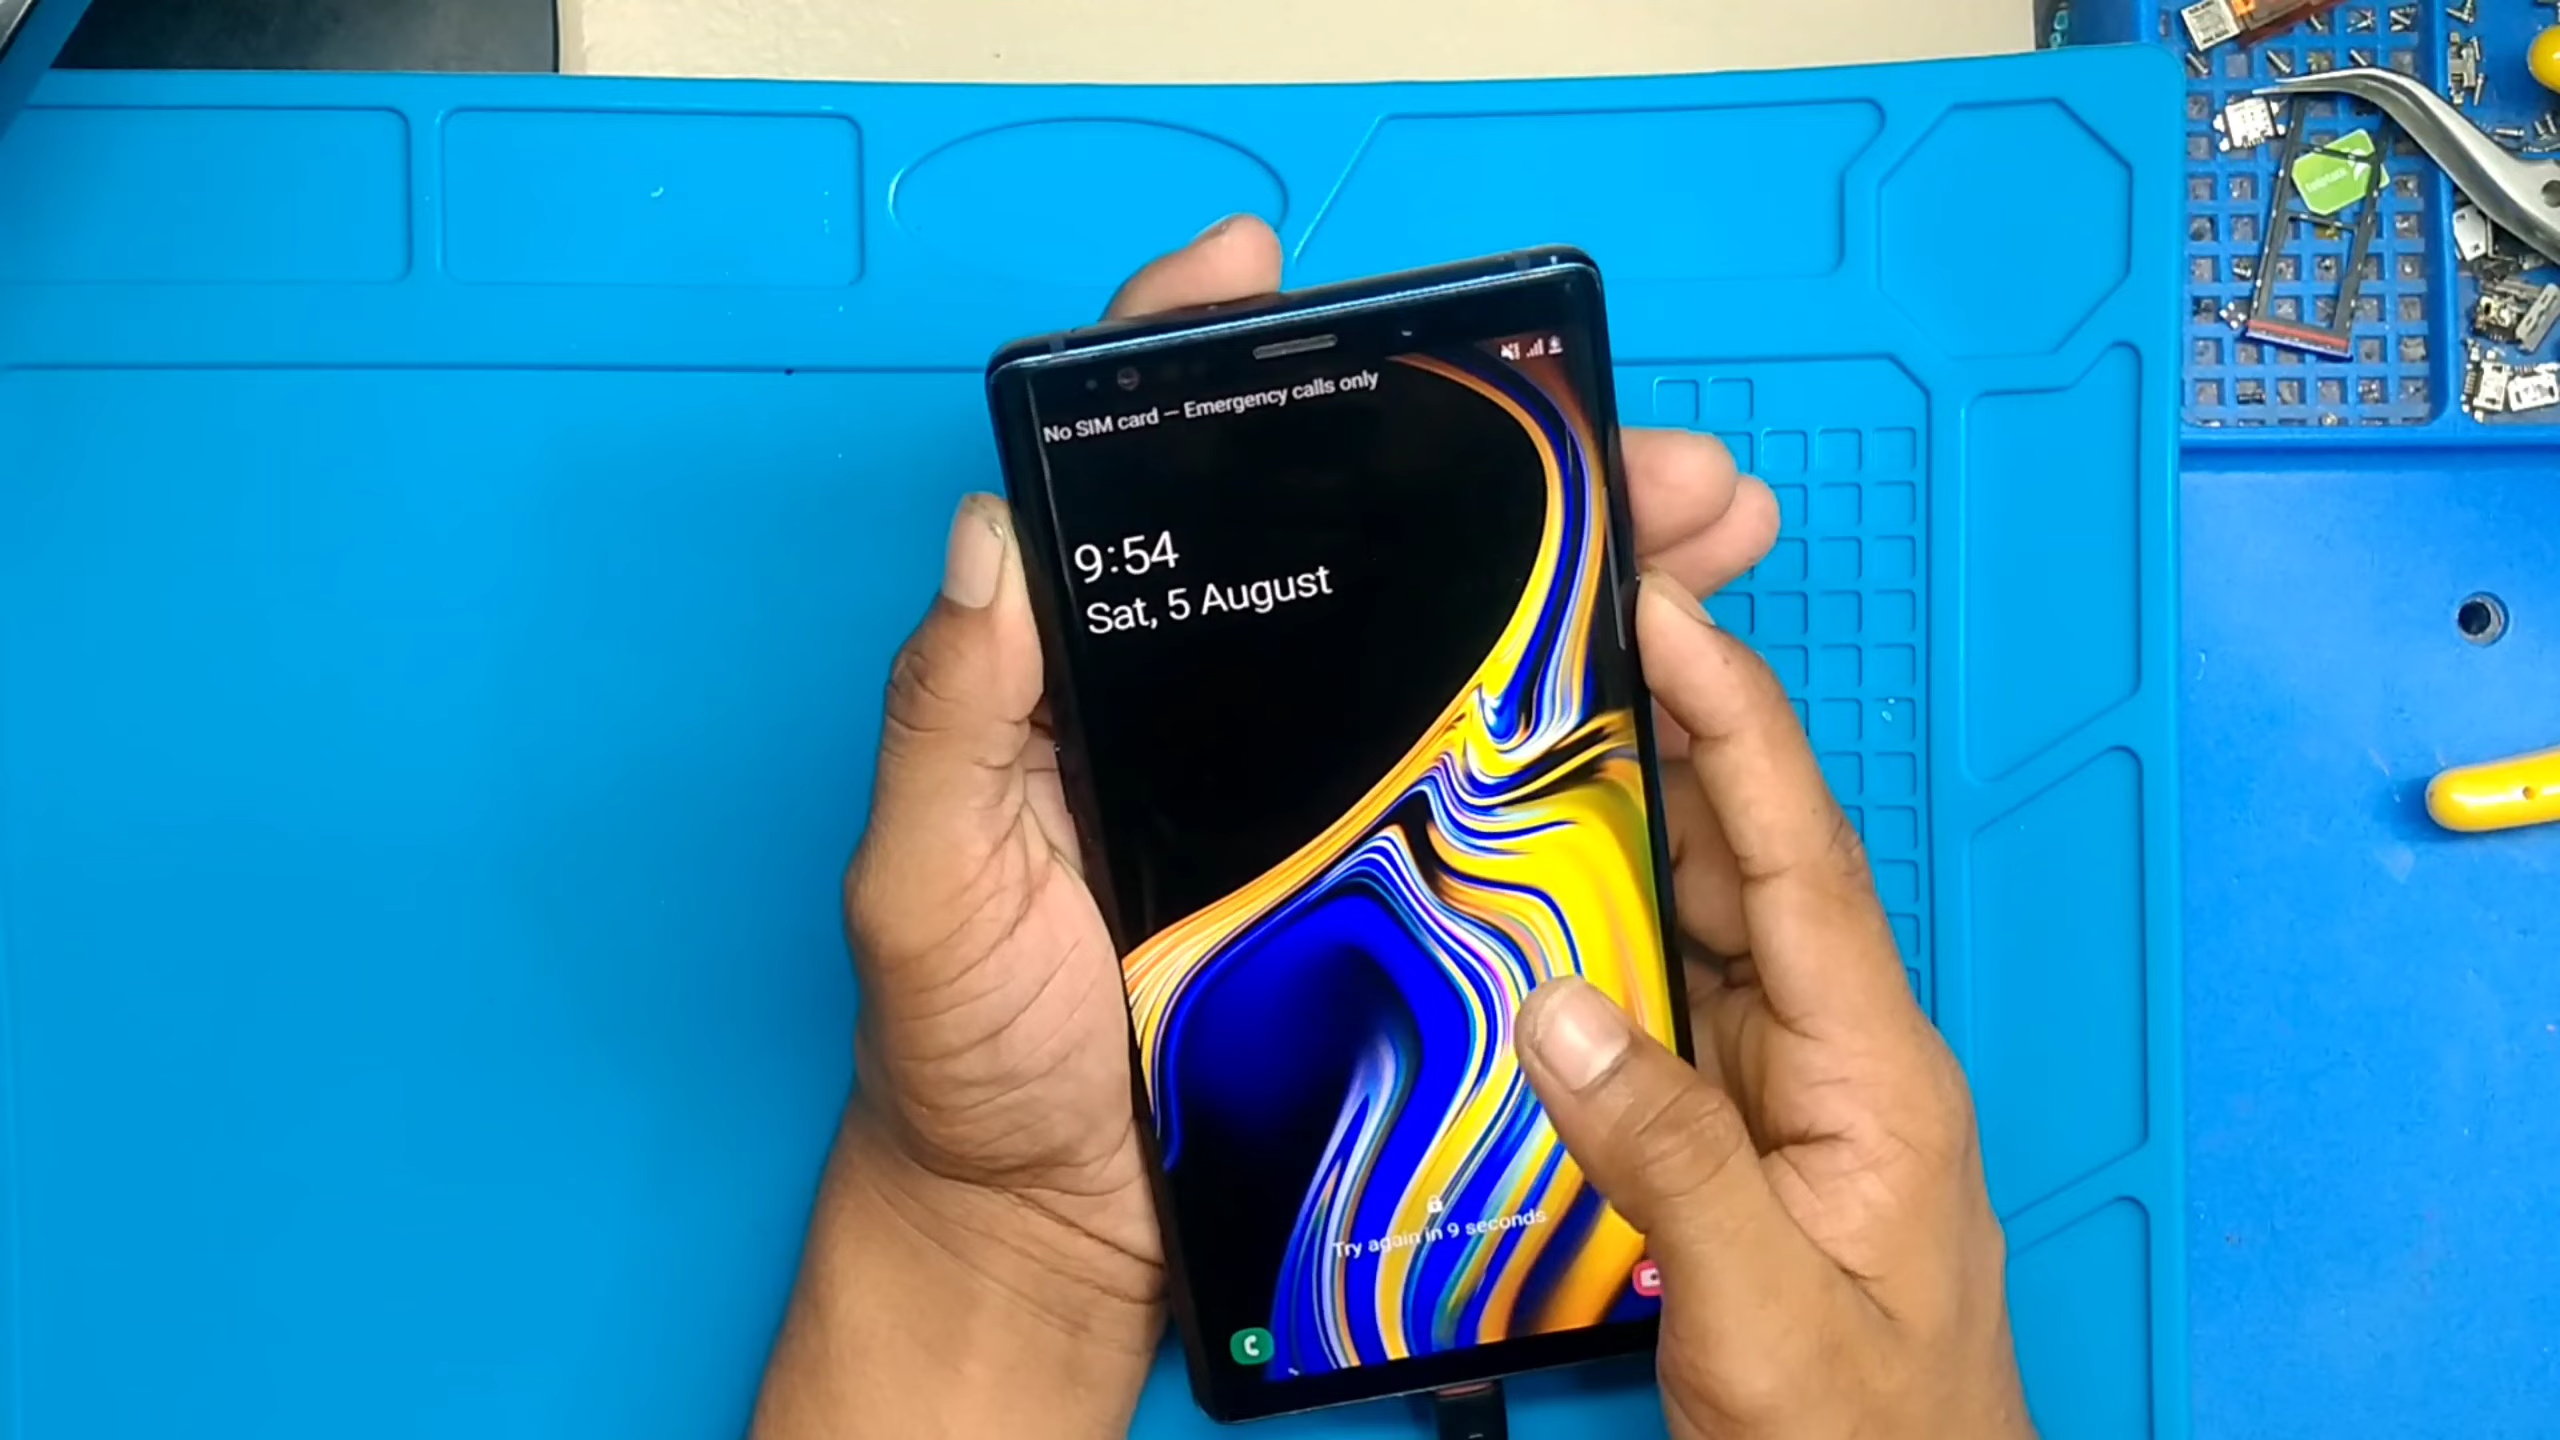 No SIM card – Emergency calls only
9:54
Sat, 5 August
Try again in 9 seconds